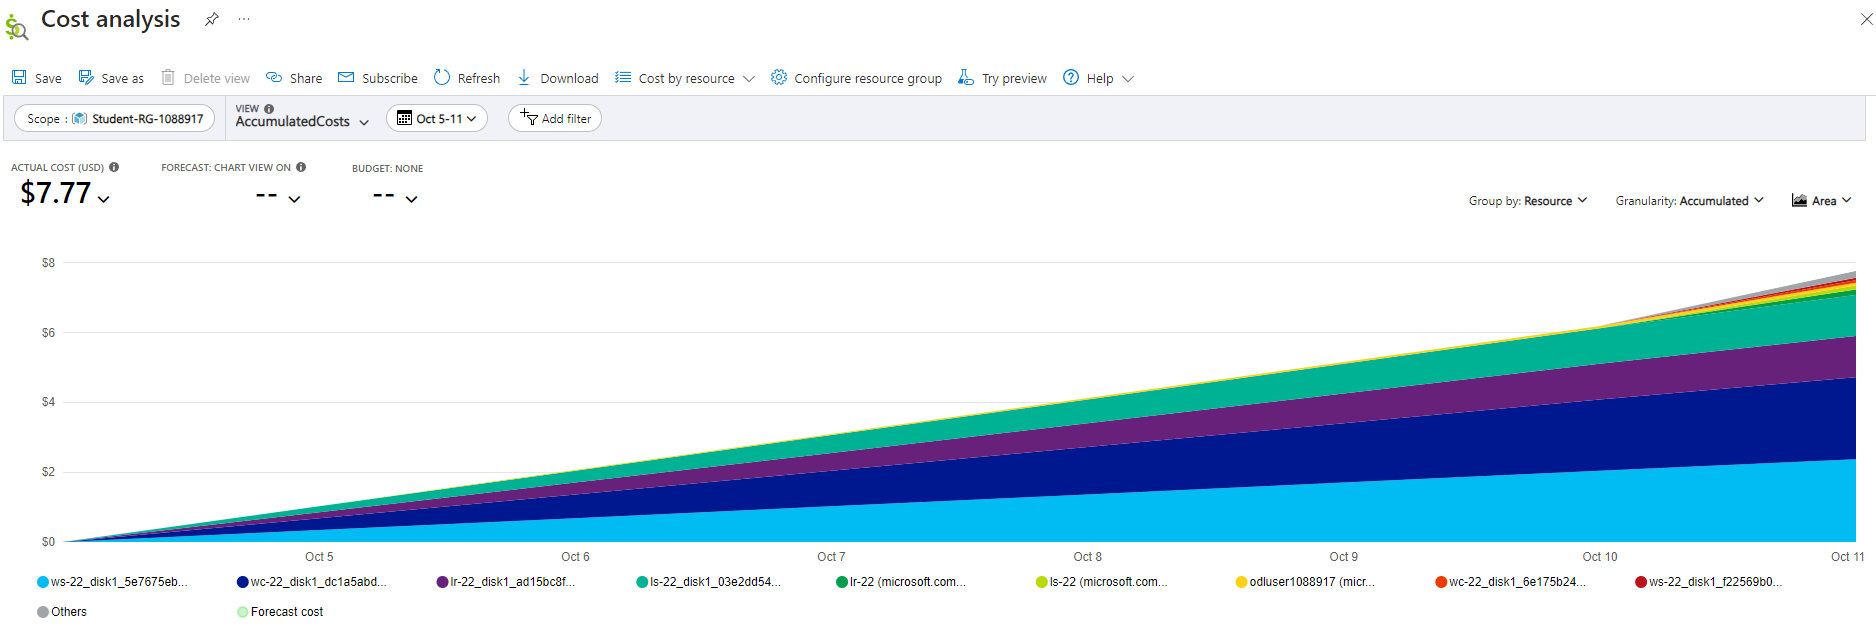 Cost analysis
Save Save as Delete view Share Subscribe Refresh Download Cost by resource Configure resource group Try preview Help
Scope : Student-RG-1088917
VIEW
AccumulatedCosts
Oct 5-11
Add filter
ACTUAL COST (USD)
$7.77
FORECAST: CHART VIEW ON
--
BUDGET: NONE
--
Group by: Resource Granularity: Accumulated Area
$8
$6
$4
$2
$0
Oct 5 Oct 6 Oct 7 Oct 8 Oct 9 Oct 10 Oct 11
ws-22_disk1_5e7675eb... wc-22_disk1_dc1a5abd... lr-22_disk1_ad15bc8f... ls-22_disk1_03e2dd54... lr-22 (microsoft.com... ls-22 (microsoft.com... odluser1088917 (micr... wc-22_disk1_6e175b24... ws-22_disk1_f22569b0...
Others Forecast cost